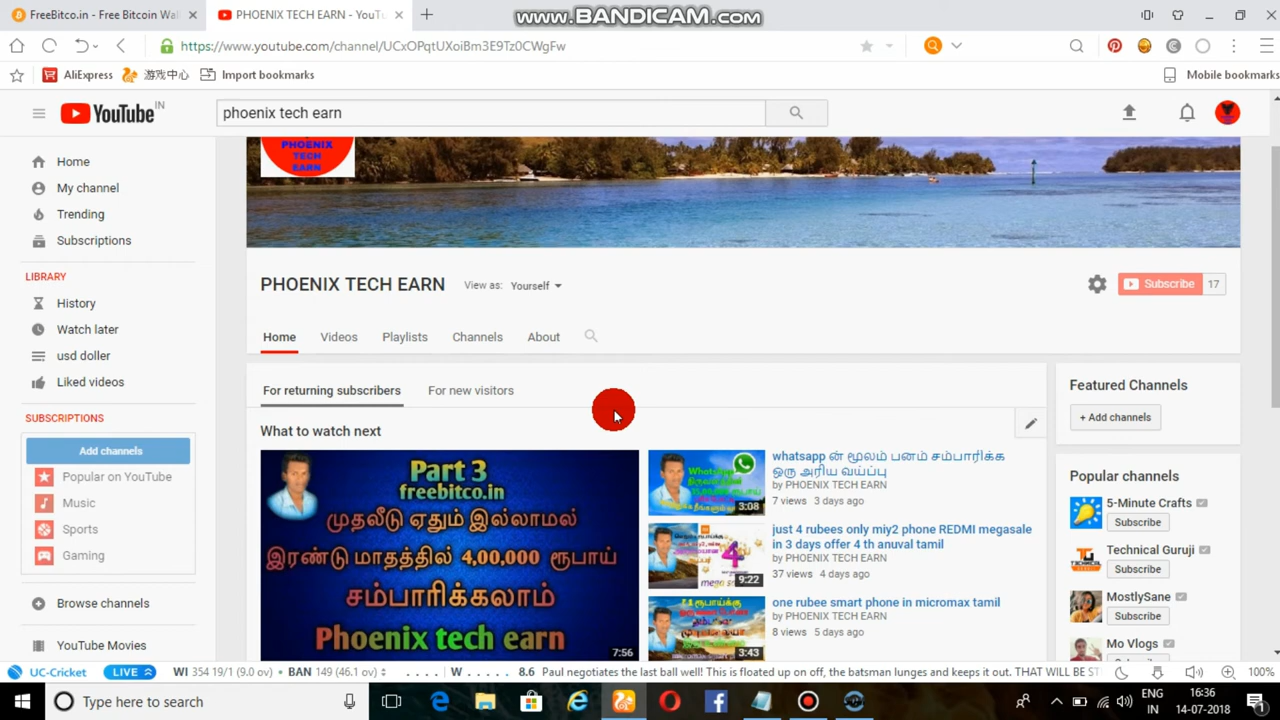 FreeBitco.in - Free Bitcoin Wal
PHOENIX TECH EARN - YouTu
www.BANDICAM.com
https://www.youtube.com/channel/UCxOPqtUXoiBm3E9Tz0CWgFw
AliExpress
游戏中心
Import bookmarks
Mobile bookmarks
YouTube IN
phoenix tech earn
Home
My channel
Trending
Subscriptions
LIBRARY
History
Watch later
usd doller
Liked videos
SUBSCRIPTIONS
Add channels
Popular on YouTube
Music
Sports
Gaming
Browse channels
YouTube Movies
PHOENIX
TECH
EARN
PHOENIX TECH EARN
View as: Yourself
Subscribe 17
Home Videos Playlists Channels About
For returning subscribers For new visitors
What to watch next
Part 3
freebitco.in
முதலீடு ஏதும் இல்லாமல்
இரண்டு மாதத்தில் 4,00,000 ரூபாய்
சம்பாரிக்கலாம்
Phoenix tech earn
7:56
3:08
whatsapp ன் மூலம் பனம் சம்பாரிக்க
ஒரு அரிய வய்ப்பு
by PHOENIX TECH EARN
7 views 3 days ago
9:22
just 4 rubees only miy2 phone REDMI megasale
in 3 days offer 4 th anuval tamil
by PHOENIX TECH EARN
37 views 4 days ago
3:43
one rubee smart phone in micromax tamil
by PHOENIX TECH EARN
8 views 5 days ago
Featured Channels
+ Add channels
Popular channels
5-Minute Crafts
Subscribe
Technical Guruji
Subscribe
MostlySane
Subscribe
Mo Vlogs
UC-Cricket
LIVE
WI 354 19/1 (9.0 ov) BAN 149 (46.1 ov)
. . . . W . . . . . 8.6 Paul negotiates the last ball well! This is floated up on off, the batsman lunges and keeps it out. THAT WILL BE ST
100%
Type here to search
ENG
IN
16:36
14-07-2018
1